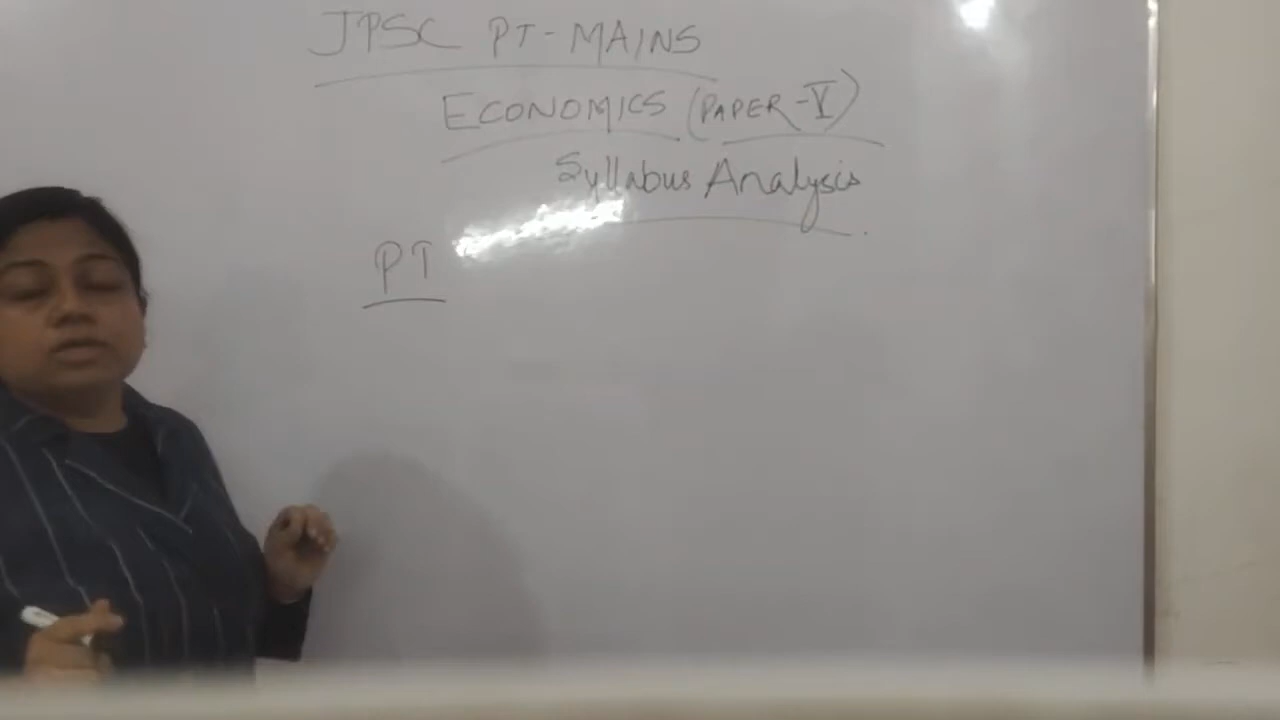 JPSC PT-MAINS
ECONOMICS (PAPER-V)
Syllabus Analysis.
PT